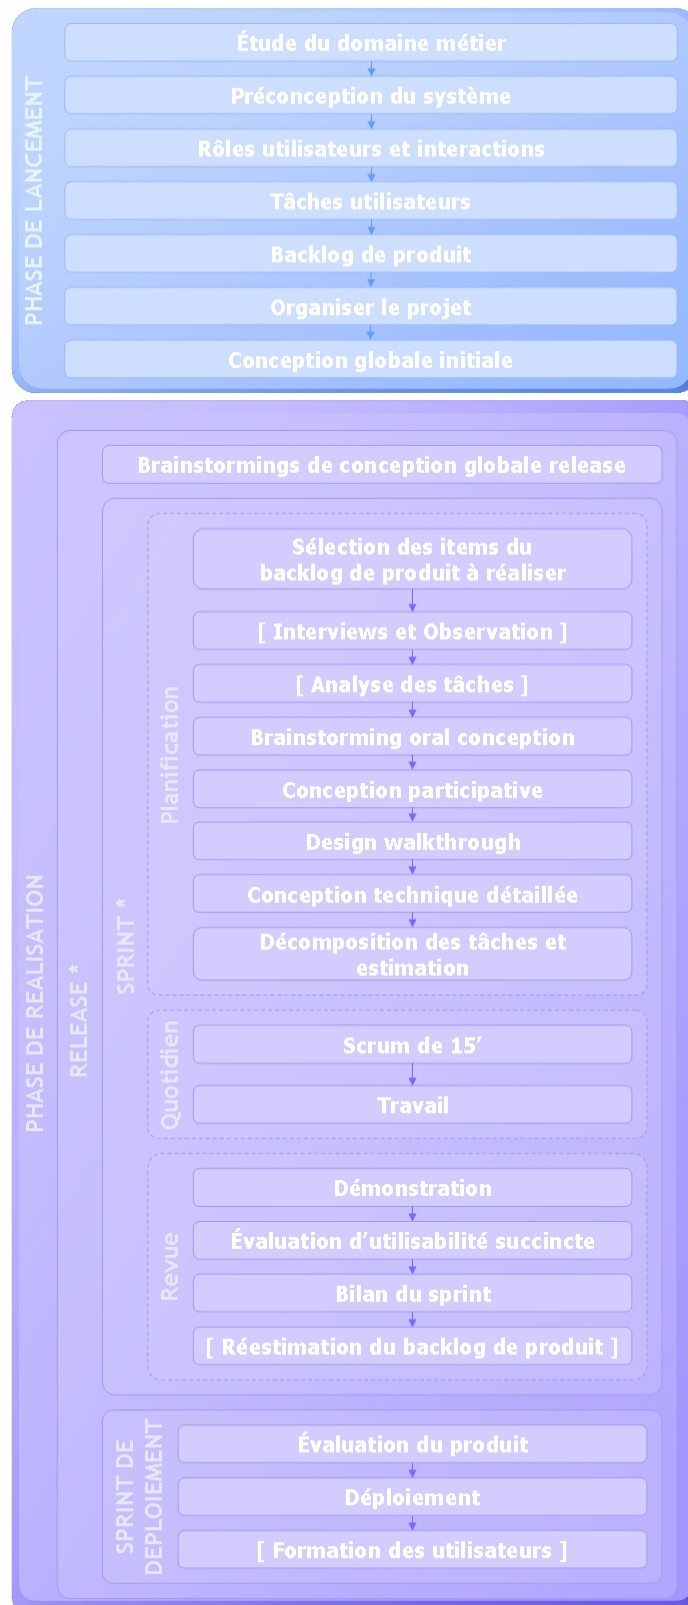 PHASE DE LANCEMENT
Étude du domaine métier
Préconception du système
Rôles utilisateurs et interactions
Tâches utilisateurs
Backlog de produit
Organiser le projet
Conception globale initiale
PHASE DE REALISATION
RELEASE *
Brainstormings de conception globale release
SPRINT *
Planification
Sélection des items du
backlog de produit à réaliser
[ Interviews et Observation ]
[ Analyse des tâches ]
Brainstorming oral conception
Conception participative
Design walkthrough
Conception technique détaillée
Décomposition des tâches et
estimation
Quotidien
Scrum de 15’
Travail
Revue
Démonstration
Évaluation d’utilisabilité succincte
Bilan du sprint
[ Réestimation du backlog de produit ]
SPRINT DE
DEPLOIEMENT
Évaluation du produit
Déploiement
[ Formation des utilisateurs ]